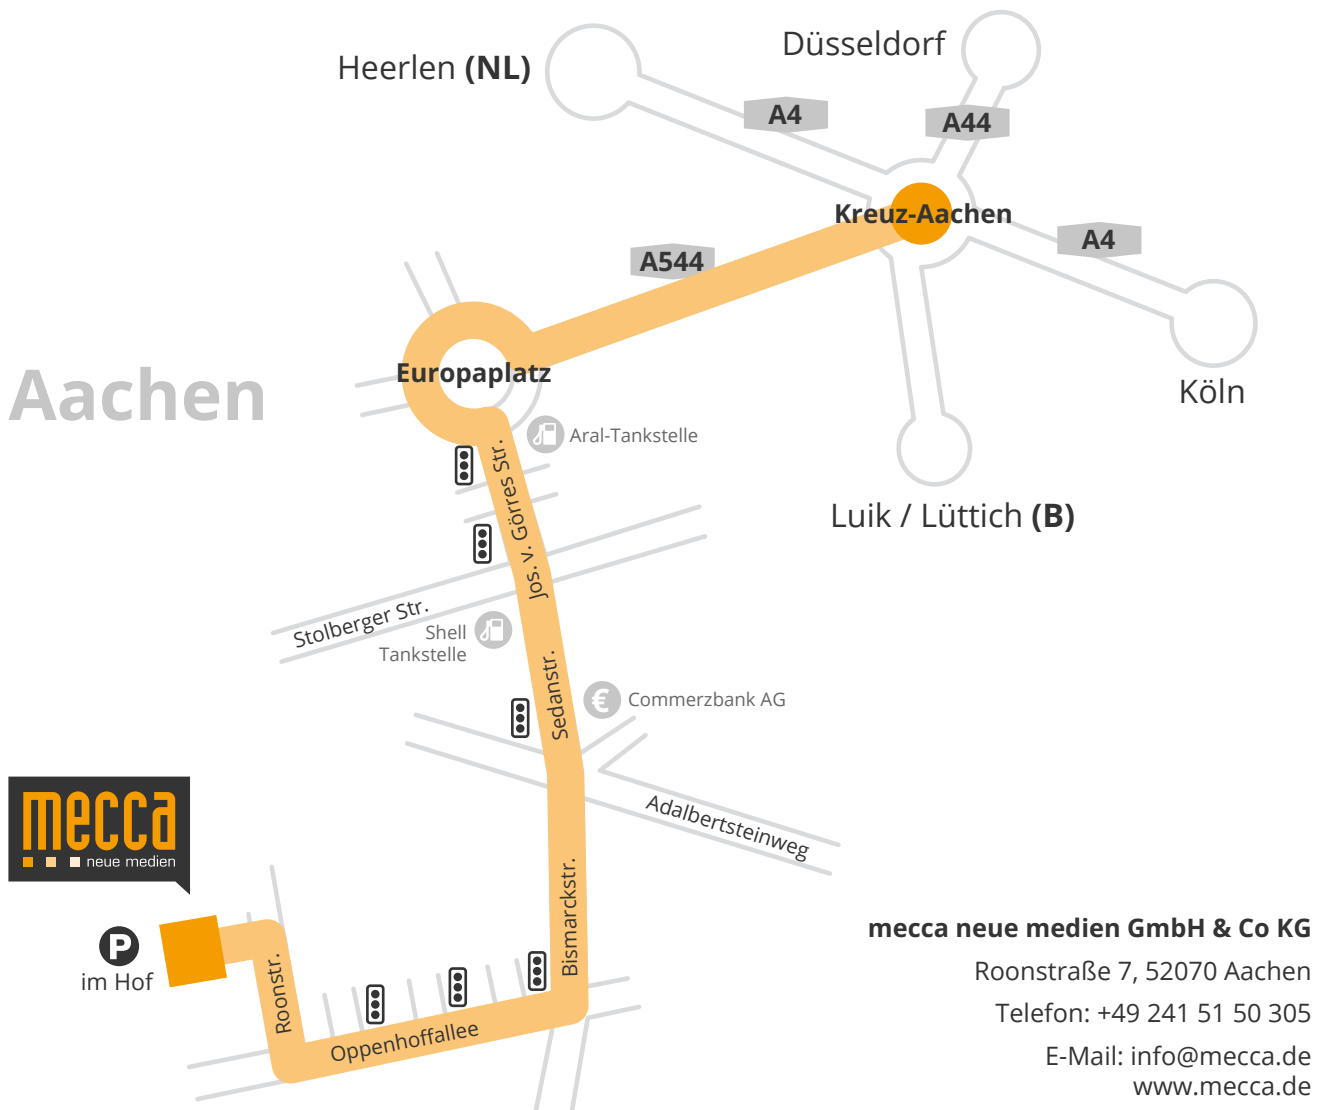 Düsseldorf
Heerlen (NL)
A4
A44
Kreuz-Aachen
A4
A544
Europaplatz
Aachen
Köln
Aral-Tankstelle
Jos. v. Görres Str.
Luik / Lüttich (B)
Stolberger Str.
Shell
Tankstelle
Sedanstr.
€ Commerzbank AG
Adalbertsteinweg
mecca
neue medien
Bismarckstr.
P
im Hof
Roonstr.
Oppenhoffallee
mecca neue medien GmbH & Co KG
Roonstraße 7, 52070 Aachen
Telefon: +49 241 51 50 305
E-Mail: info@mecca.de
www.mecca.de